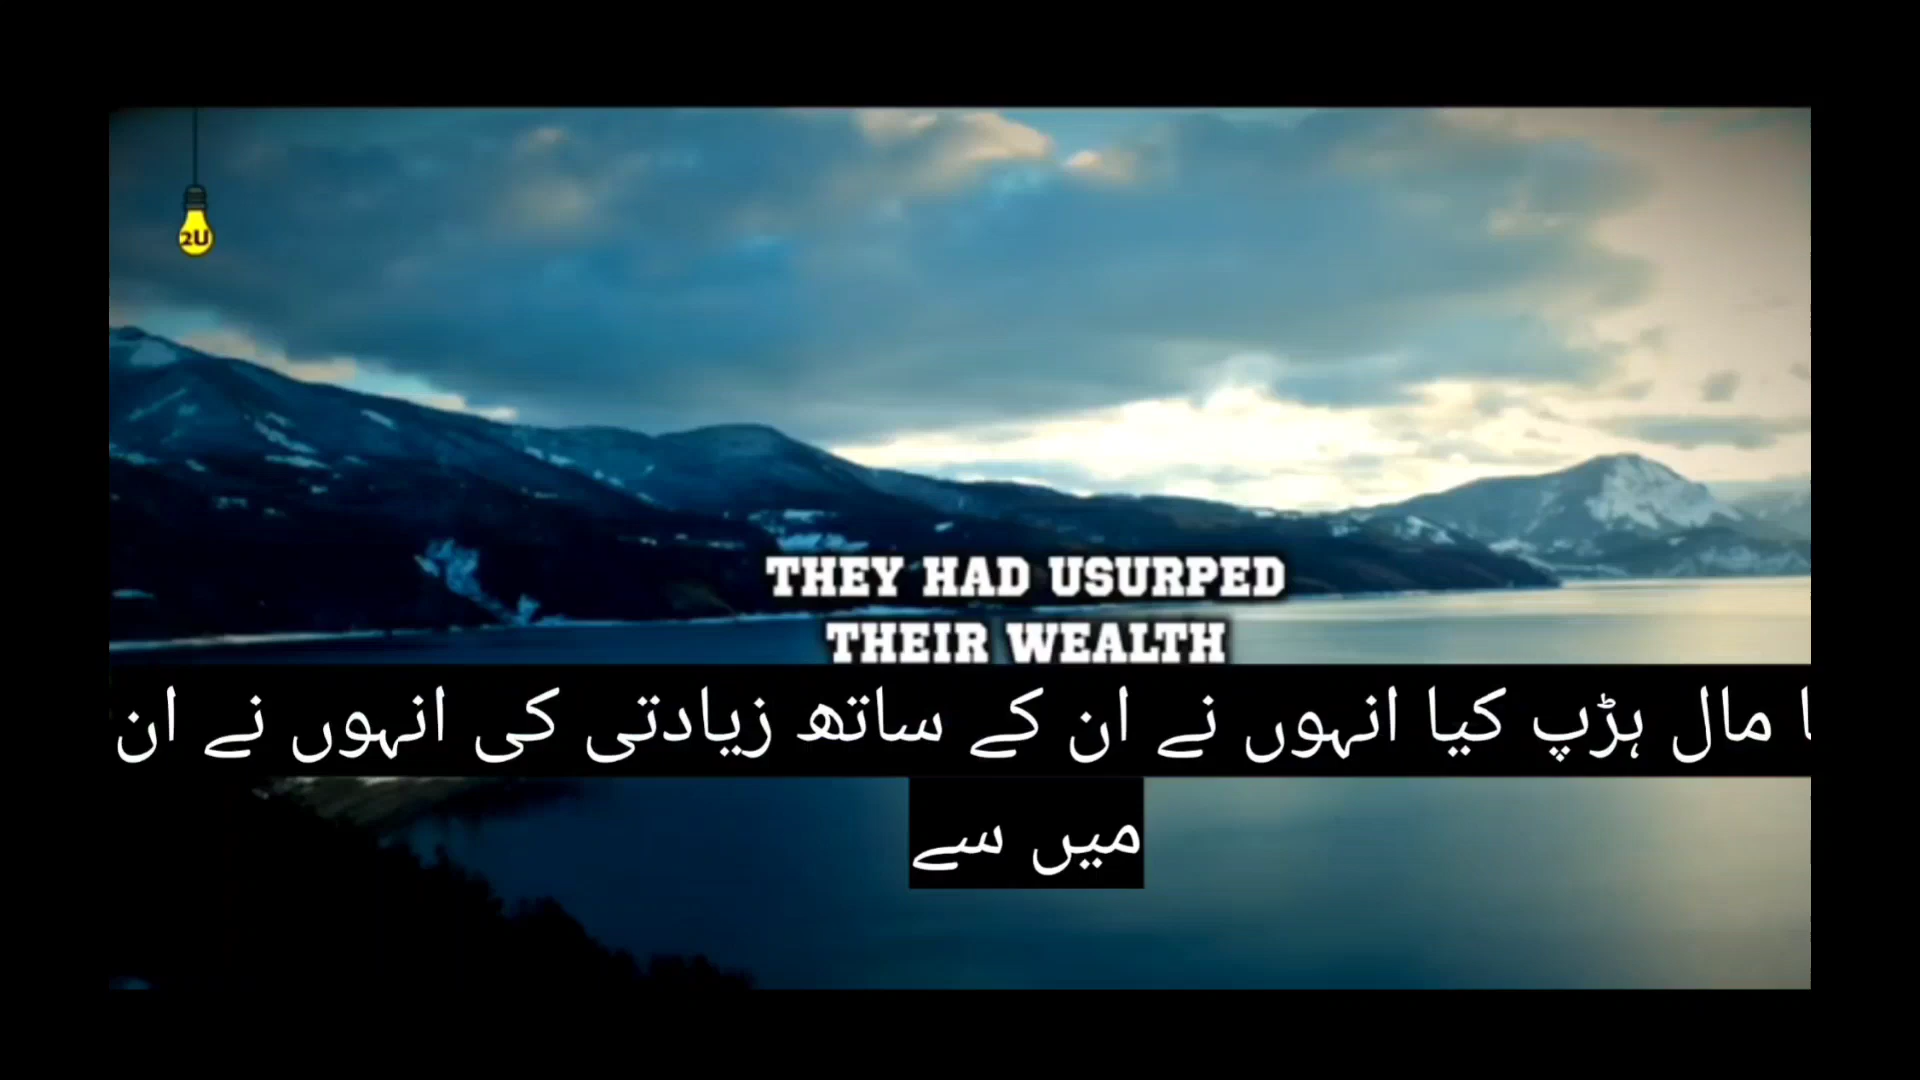 2U
THEY HAD USURPED
THEIR WEALTH
مال ہڑپ کیا انہوں نے ان کے ساتھ زیادتی کی انہوں نے ان
میں سے